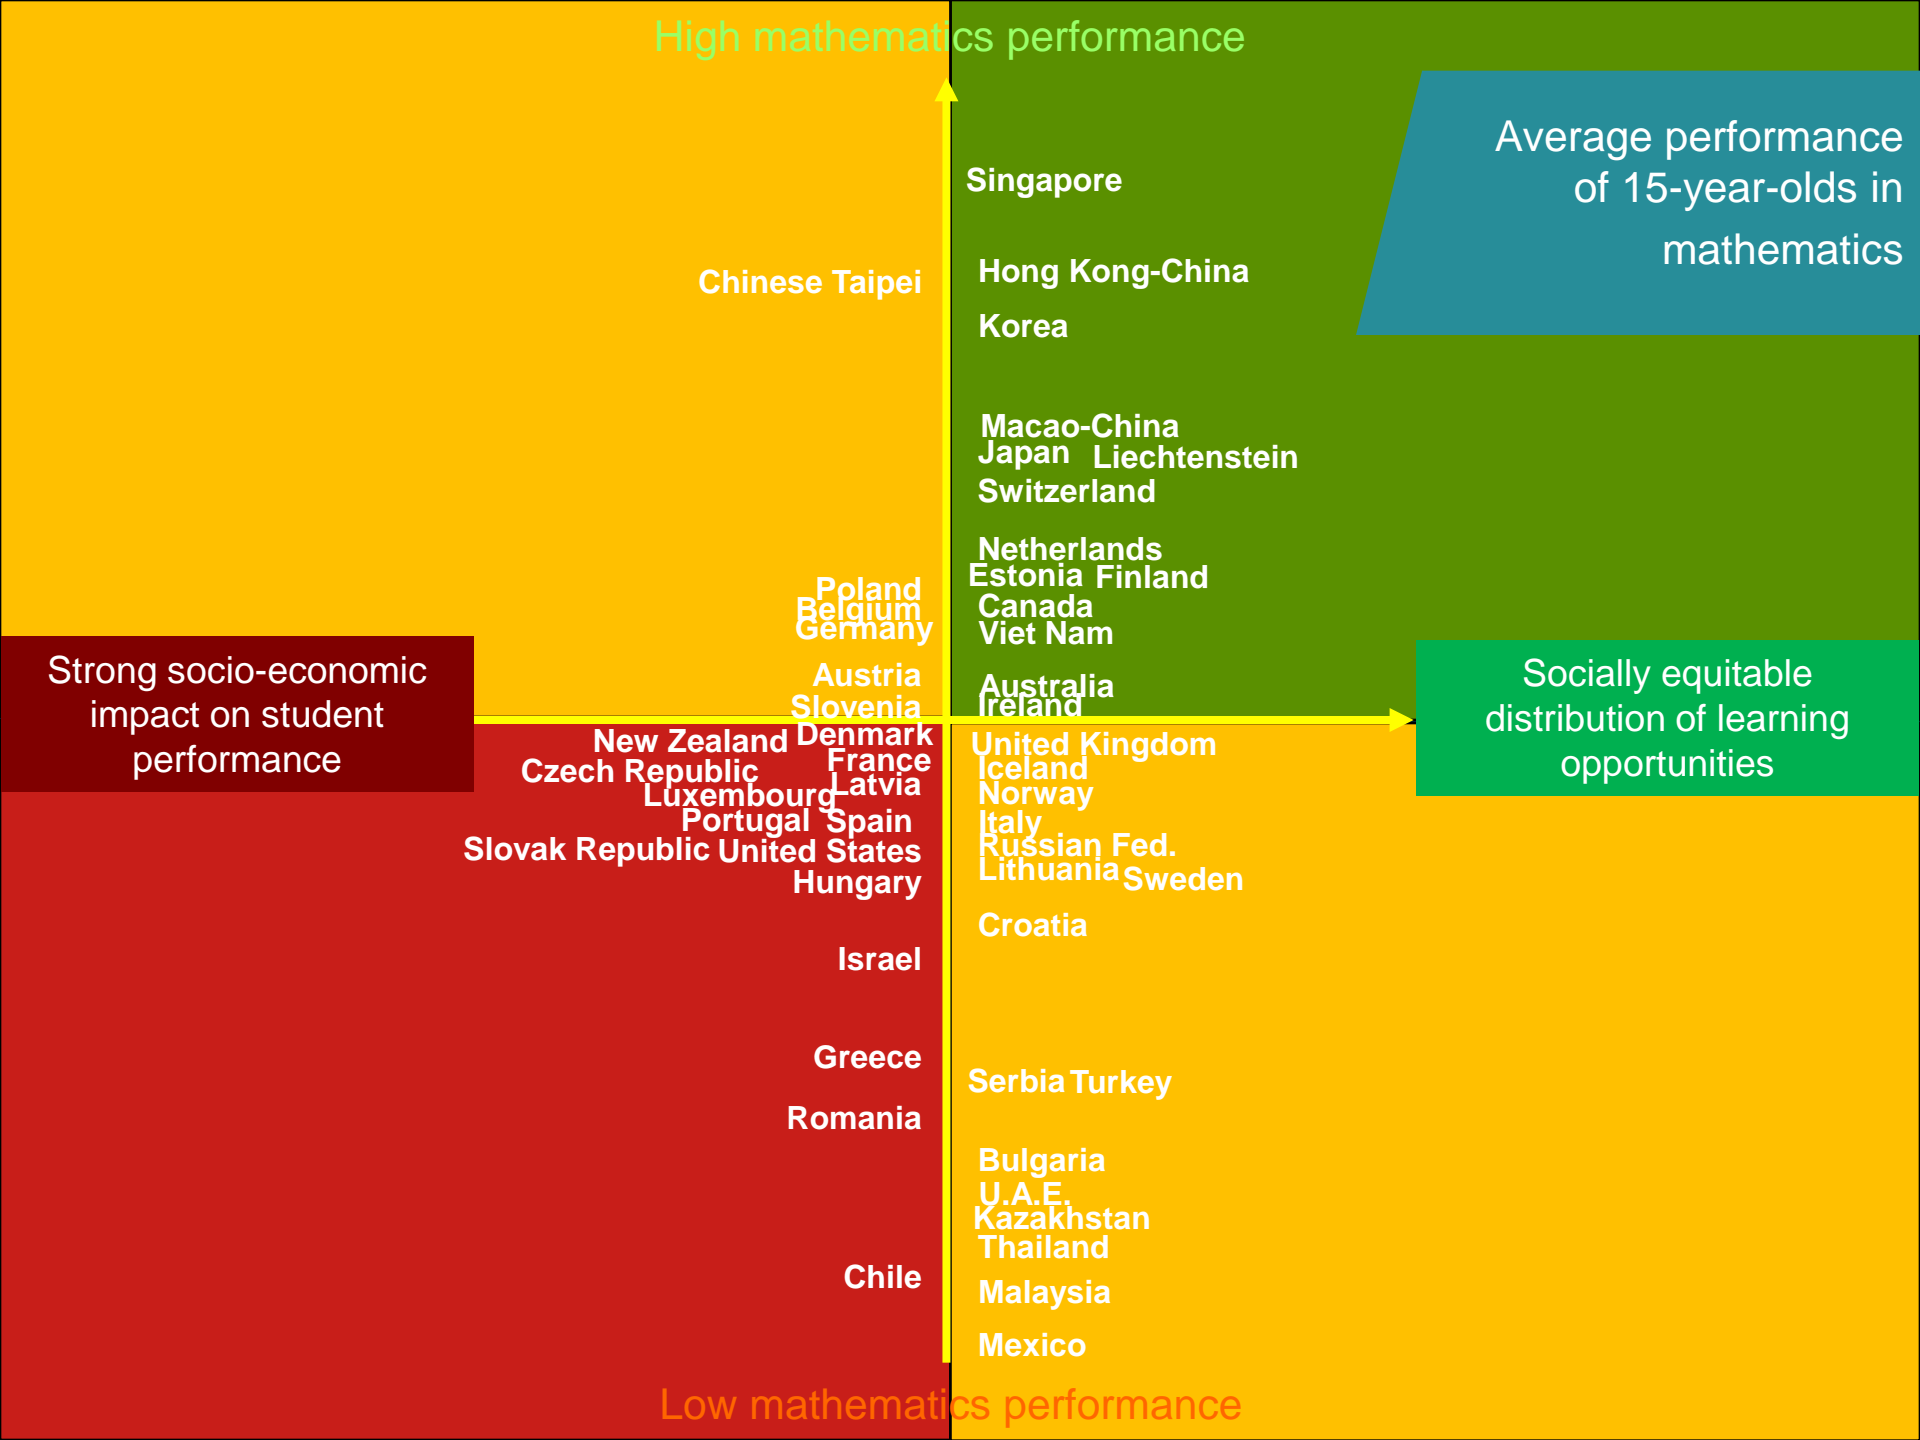 High mathematics performance
Average performance
of 15-year-olds in
mathematics
Singapore
Hong Kong-China
Chinese Taipei
Korea
Macao-China
Japan Liechtenstein
Switzerland
Netherlands
Estonia Finland
Poland
Belgium
Germany
Canada
Viet Nam
Austria
Slovenia
Australia
Ireland
Strong socio-economic
impact on student
performance
Socially equitable
distribution of learning
opportunities
New Zealand Denmark
France
Czech Republic
Latvia
Luxembourg
Portugal Spain
Slovak Republic United States
Hungary
United Kingdom
Iceland
Norway
Italy
Russian Fed.
Lithuania Sweden
Croatia
Israel
Greece
Serbia Turkey
Romania
Bulgaria
U.A.E.
Kazakhstan
Thailand
Chile
Malaysia
Mexico
Low mathematics performance